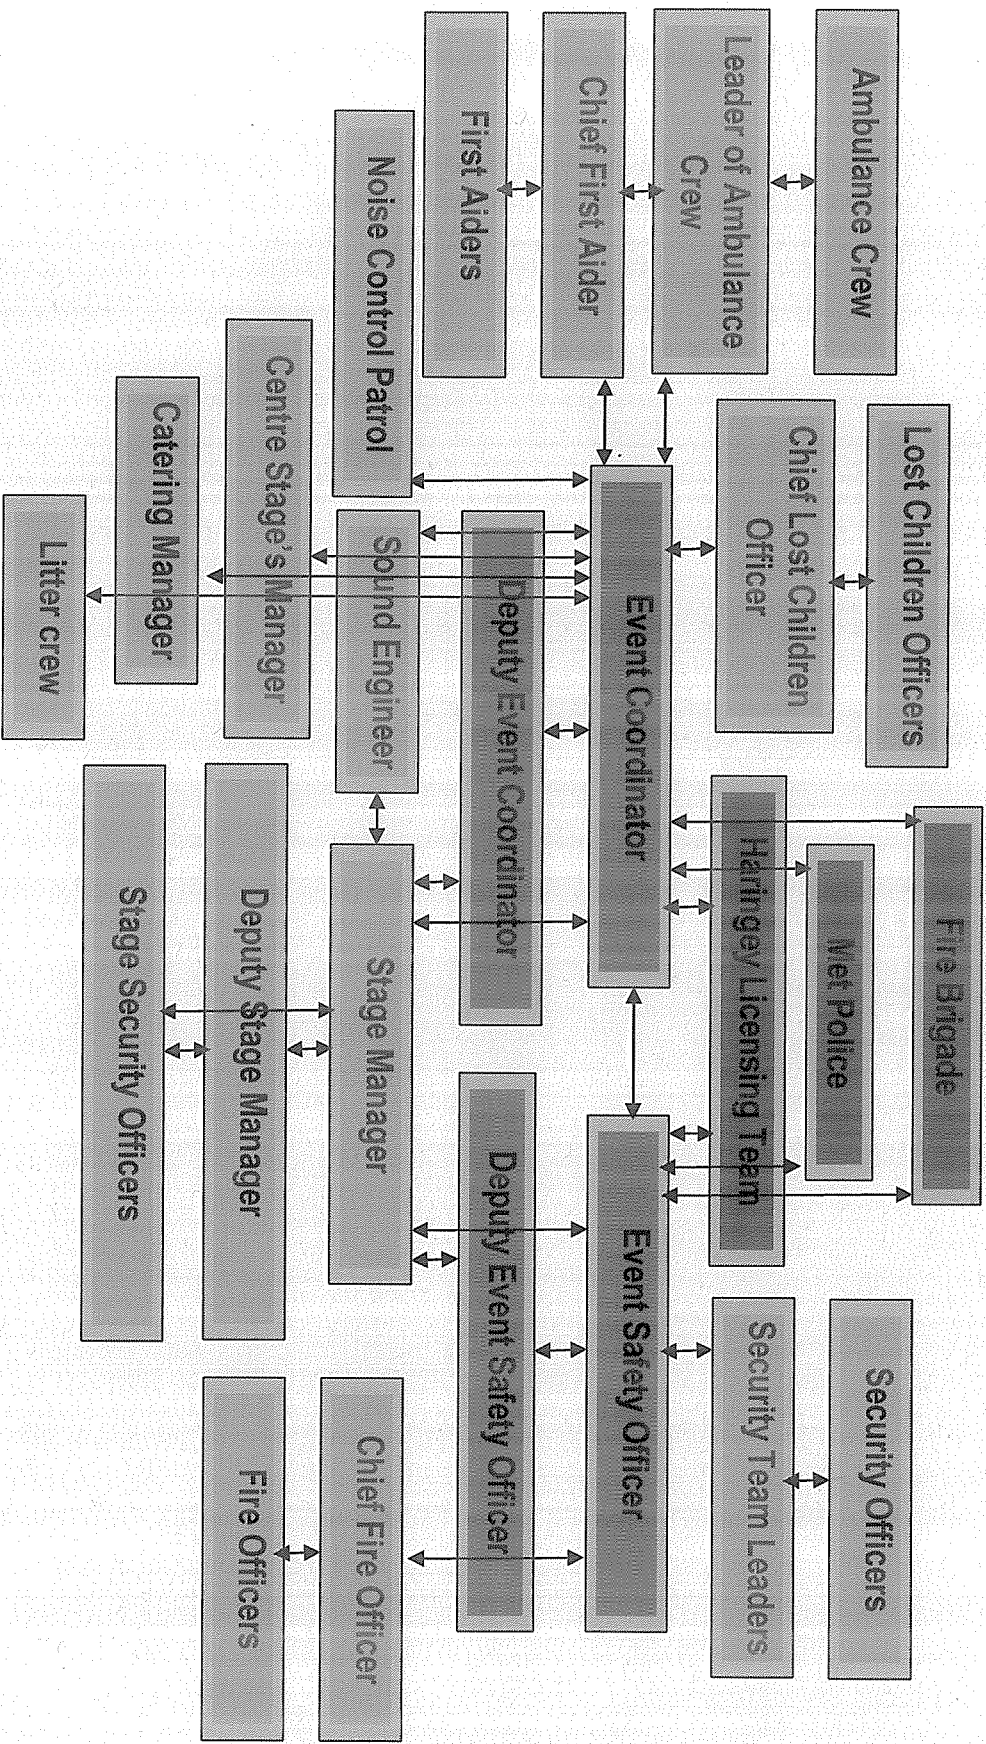 Fire Brigade
Met Police
Haringey Licensing Team
Lost Children Officers
Ambulance Crew
Security Officers
Chief Lost Children
Officer
Leader of Ambulance
Crew
Security Team Leaders
Chief First Aider
Event Coordinator
Event Safety Officer
First Aiders
Deputy Event Coordinator
Deputy Event Safety Officer
Noise Control Patrol
Sound Engineer
Stage Manager
Chief Fire Officer
Centre Stage's Manager
Deputy Stage Manager
Fire Officers
Catering Manager
Stage Security Officers
Litter crew